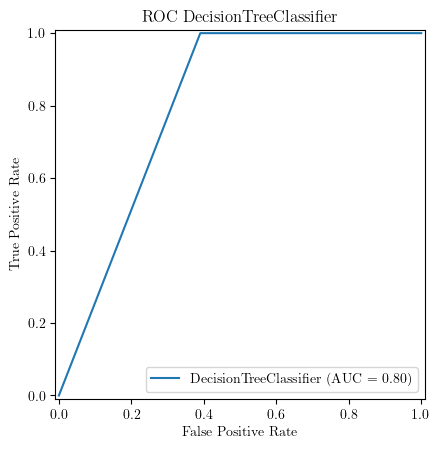 ROC DecisionTreeClassifier
True Positive Rate
1.0
0.8
0.6
0.4
0.2
0.0
DecisionTreeClassifier (AUC = 0.80)
0.0 0.2 0.4 0.6 0.8 1.0
False Positive Rate